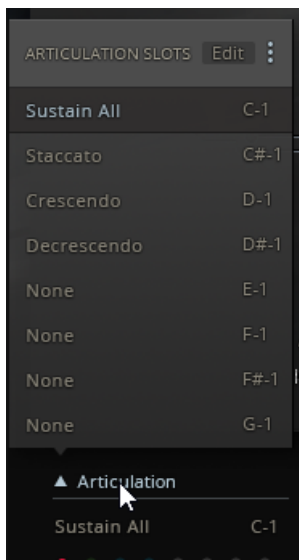 ARTICULATION SLOTS Edit
Sustain All C-1
Staccato C#-1
Crescendo D-1
Decrescendo D#-1
None E-1
None F-1
None F#-1
None G-1
Articulation
Sustain All C-1